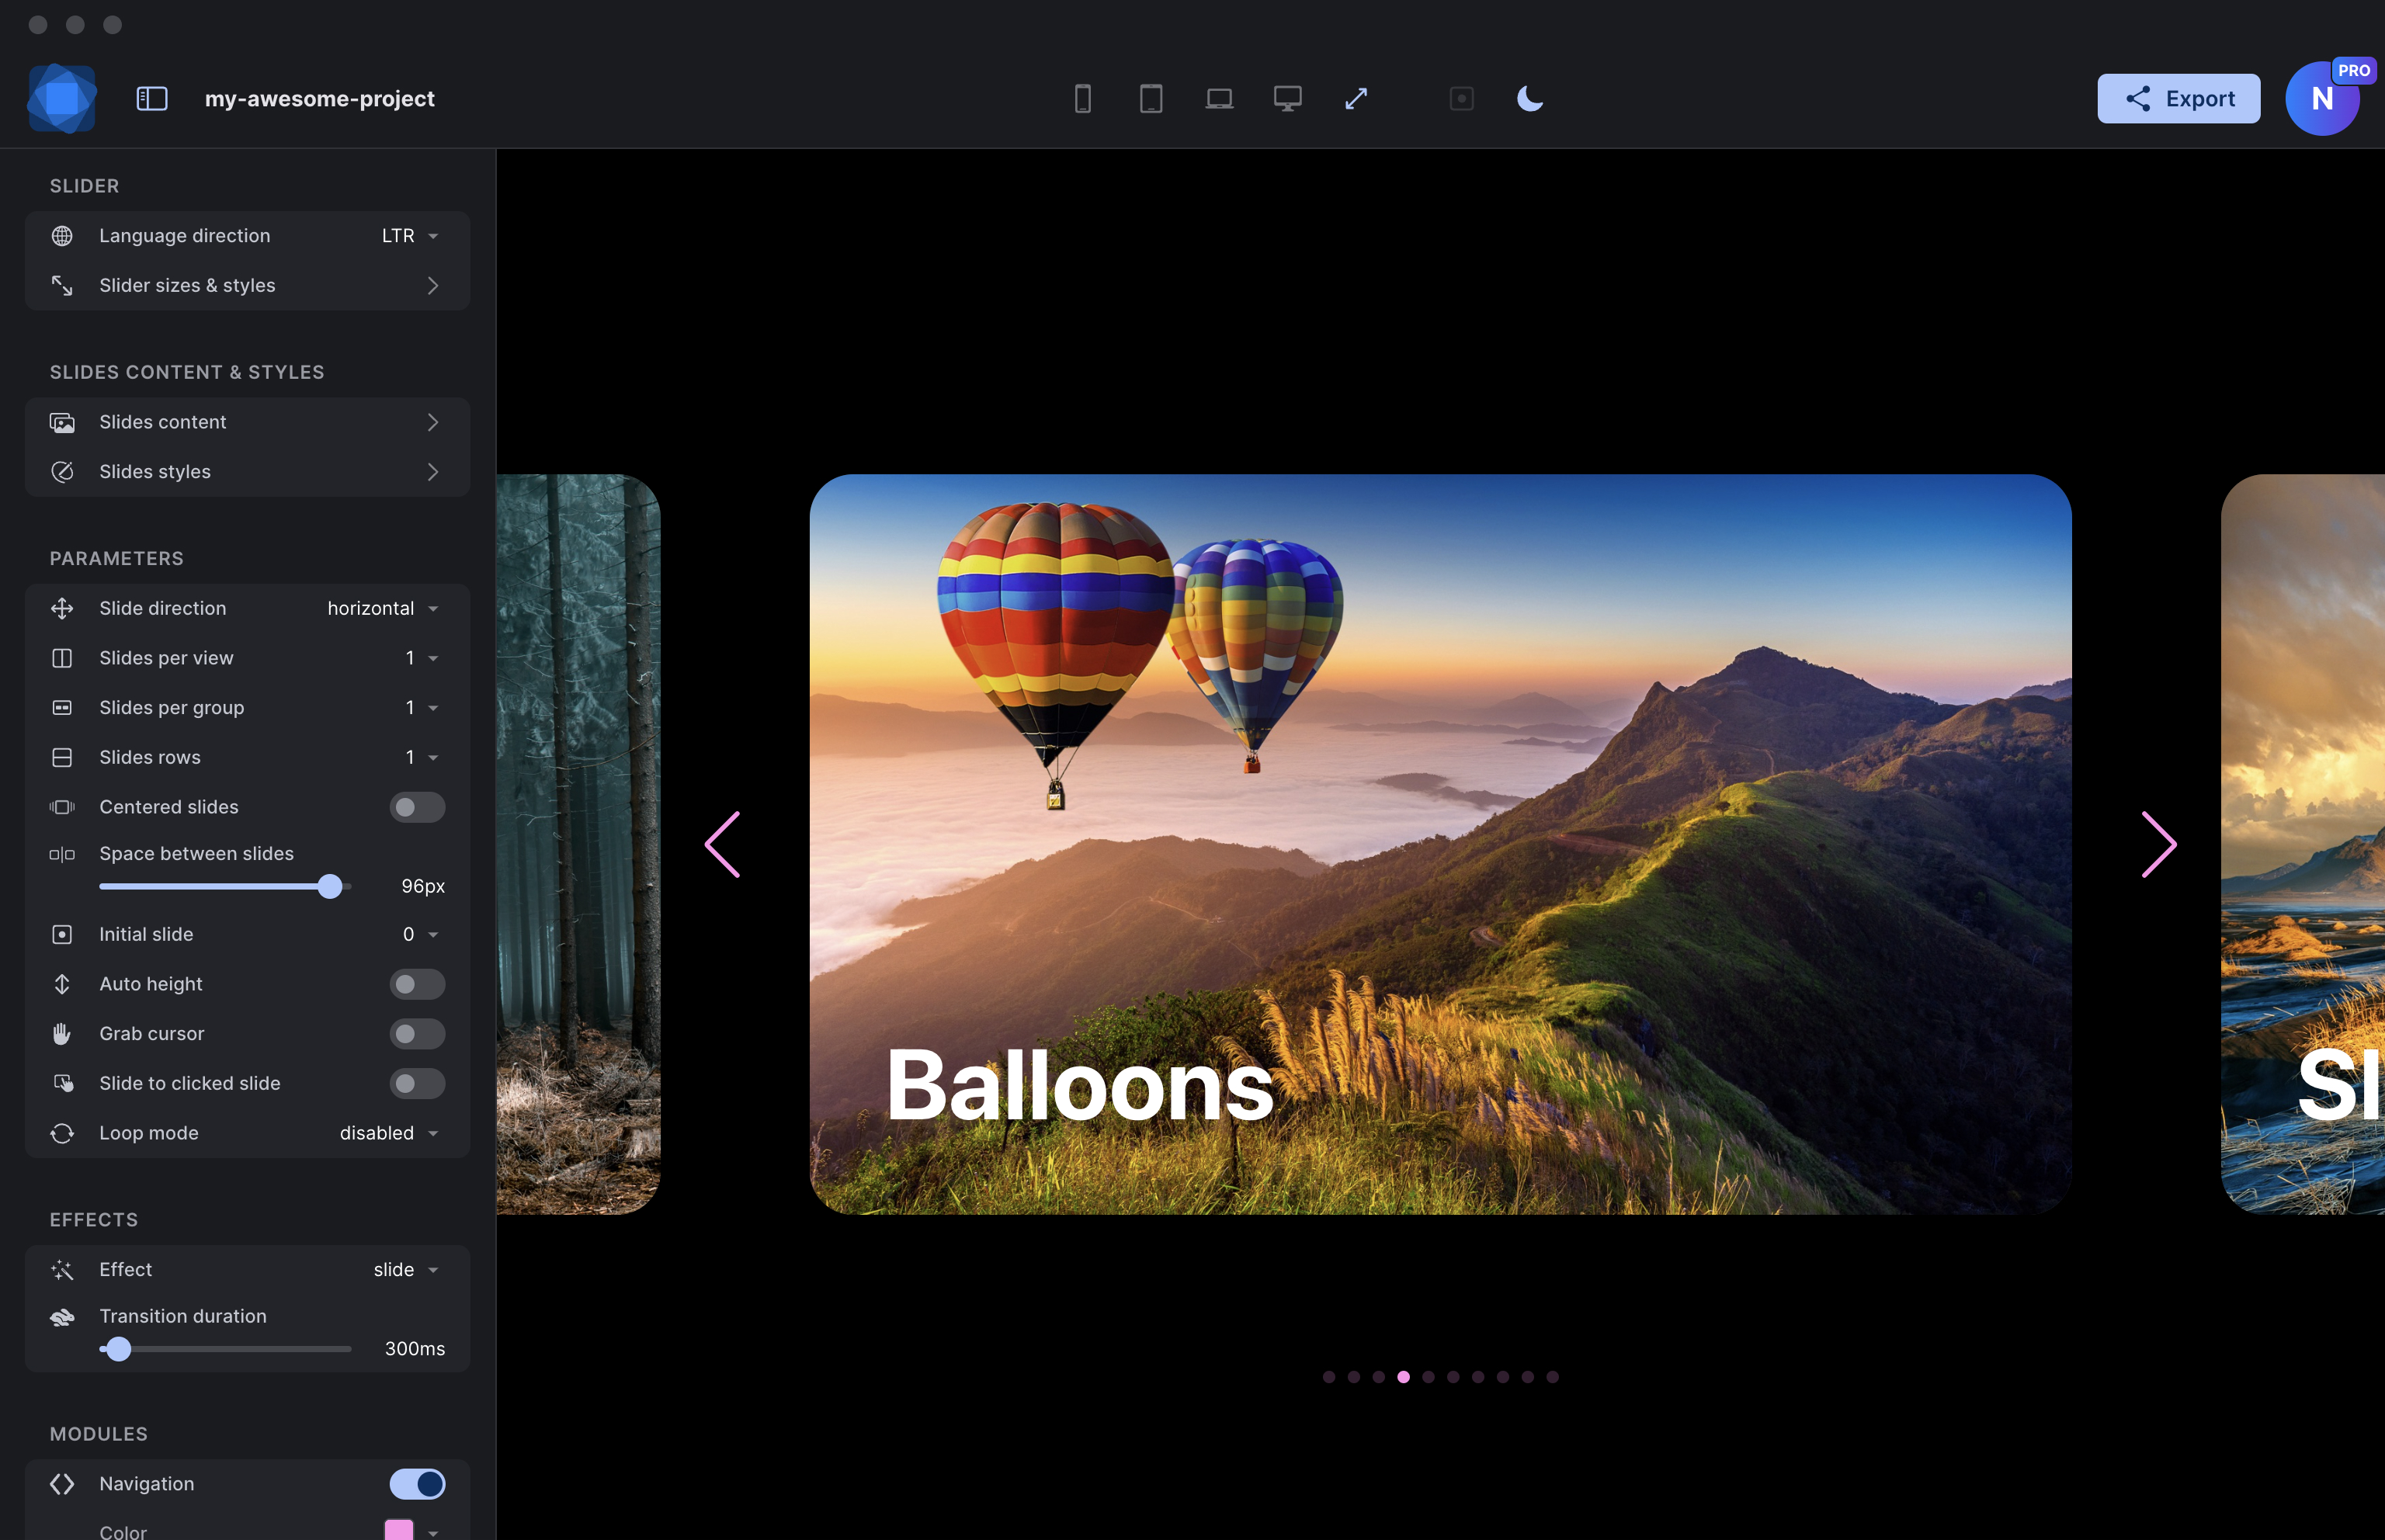 my-awesome-project
Export
N
PRO
SLIDER
Language direction LTR
Slider sizes & styles
SLIDES CONTENT & STYLES
Slides content
Slides styles
PARAMETERS
Slide direction horizontal
Slides per view 1
Slides per group 1
Slides rows 1
Centered slides
Space between slides
96px
Initial slide 0
Auto height
Grab cursor
Slide to clicked slide
Loop mode disabled
EFFECTS
Effect slide
Transition duration
300ms
MODULES
Navigation
Color
Balloons